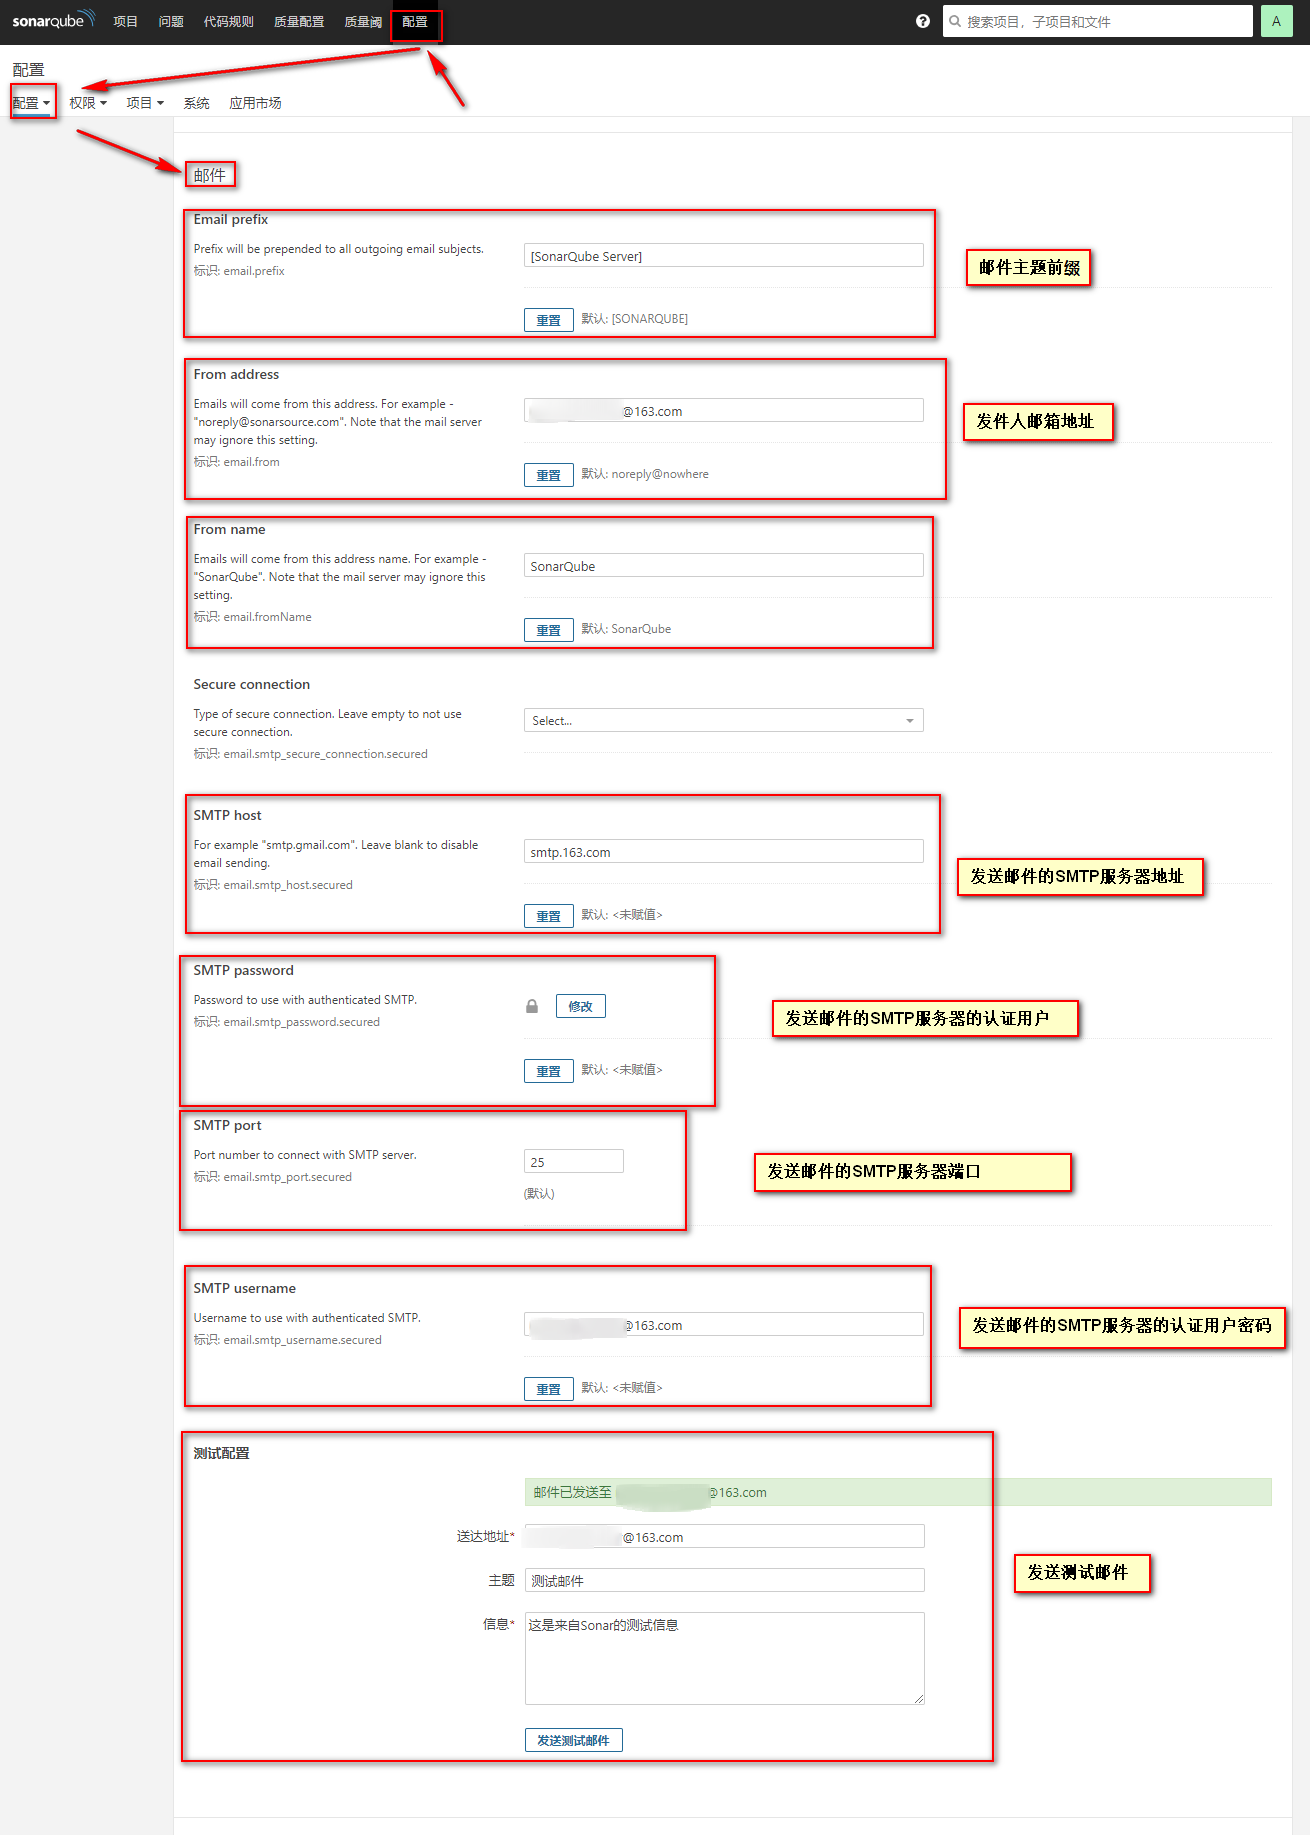 sonarqube 项目 问题 代码规则 质量配置 质量阈 配置 搜索项目，子项目和文件 A
配置
配置 权限 项目 系统 应用市场
邮件
Email prefix
Prefix will be prepended to all outgoing email subjects.
标识: email.prefix
[SonarQube Server]
重置 默认: [SONARQUBE]
邮件主题前缀
From address
Emails will come from this address. For example -
"noreply@sonarsource.com". Note that the mail server
may ignore this setting.
标识: email.from
@163.com
重置 默认: noreply@nowhere
发件人邮箱地址
From name
Emails will come from this address name. For example -
"SonarQube". Note that the mail server may ignore this
setting.
标识: email.fromName
SonarQube
重置 默认: SonarQube
Secure connection
Type of secure connection. Leave empty to not use
secure connection.
标识: email.smtp_secure_connection.secured
Select...
SMTP host
For example "smtp.gmail.com". Leave blank to disable
email sending.
标识: email.smtp_host.secured
smtp.163.com
重置 默认: <未赋值>
发送邮件的SMTP服务器地址
SMTP password
Password to use with authenticated SMTP.
标识: email.smtp_password.secured
修改
重置 默认: <未赋值>
发送邮件的SMTP服务器的认证用户
SMTP port
Port number to connect with SMTP server.
标识: email.smtp_port.secured
25
(默认)
发送邮件的SMTP服务器端口
SMTP username
Username to use with authenticated SMTP.
标识: email.smtp_username.secured
@163.com
重置 默认: <未赋值>
发送邮件的SMTP服务器的认证用户密码
测试配置
邮件已发送至 @163.com
送达地址* @163.com
主题 测试邮件
信息* 这是来自Sonar的测试信息
发送测试邮件
发送测试邮件